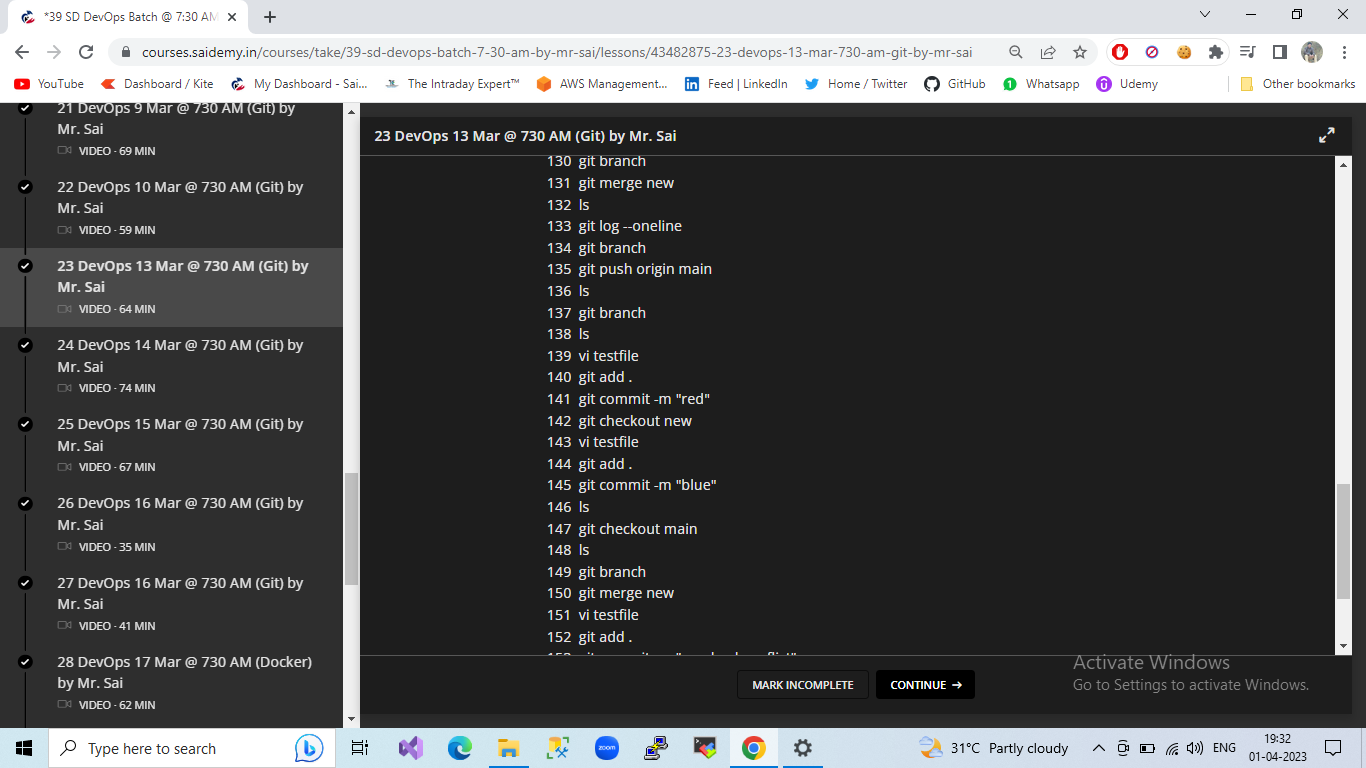 *39 SD DevOps Batch @ 7:30 AM
courses.saidemy.in/courses/take/39-sd-devops-batch-7-30-am-by-mr-sai/lessons/43482875-23-devops-13-mar-730-am-git-by-mr-sai
YouTube
Dashboard / Kite
My Dashboard - Sai...
The Intraday Expert™
AWS Management...
Feed | LinkedIn
Home / Twitter
GitHub
Whatsapp
Udemy
Other bookmarks
21 DevOps 9 Mar @ 730 AM (Git) by
Mr. Sai
VIDEO · 69 MIN
22 DevOps 10 Mar @ 730 AM (Git) by
Mr. Sai
VIDEO · 59 MIN
23 DevOps 13 Mar @ 730 AM (Git) by
Mr. Sai
VIDEO · 64 MIN
24 DevOps 14 Mar @ 730 AM (Git) by
Mr. Sai
VIDEO · 74 MIN
25 DevOps 15 Mar @ 730 AM (Git) by
Mr. Sai
VIDEO · 67 MIN
26 DevOps 16 Mar @ 730 AM (Git) by
Mr. Sai
VIDEO · 35 MIN
27 DevOps 16 Mar @ 730 AM (Git) by
Mr. Sai
VIDEO · 41 MIN
28 DevOps 17 Mar @ 730 AM (Docker)
by Mr. Sai
VIDEO · 62 MIN
23 DevOps 13 Mar @ 730 AM (Git) by Mr. Sai
130 git branch
131 git merge new
132 ls
133 git log --oneline
134 git branch
135 git push origin main
136 ls
137 git branch
138 ls
139 vi testfile
140 git add .
141 git commit -m "red"
142 git checkout new
143 vi testfile
144 git add .
145 git commit -m "blue"
146 ls
147 git checkout main
148 ls
149 git branch
150 git merge new
151 vi testfile
152 git add .
MARK INCOMPLETE
CONTINUE →
Activate Windows
Go to Settings to activate Windows.
Type here to search
zoom
31°C Partly cloudy
ENG
19:32
01-04-2023